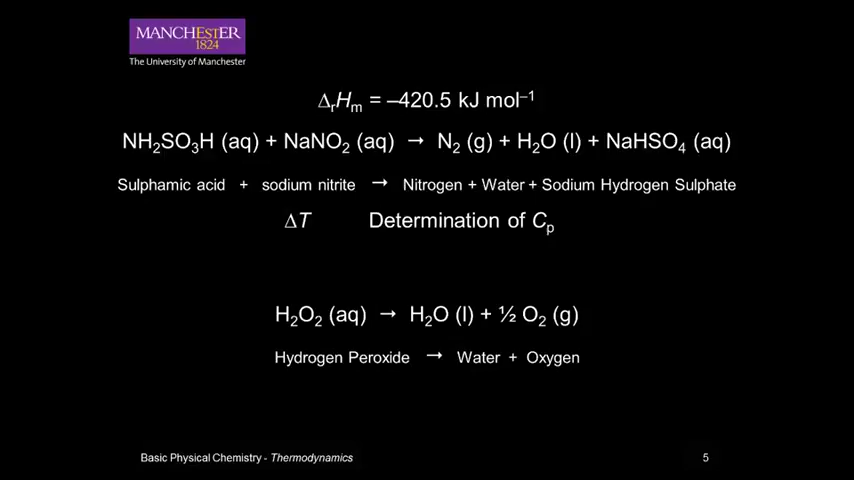 MANCHESTER
1824
The University of Manchester
∆rHm = –420.5 kJ mol–1
NH2SO3H (aq) + NaNO2 (aq) → N2 (g) + H2O (l) + NaHSO4 (aq)
Sulphamic acid + sodium nitrite → Nitrogen + Water + Sodium Hydrogen Sulphate
∆T Determination of Cp
H2O2 (aq) → H2O (l) + ½ O2 (g)
Hydrogen Peroxide → Water + Oxygen
Basic Physical Chemistry - Thermodynamics 5